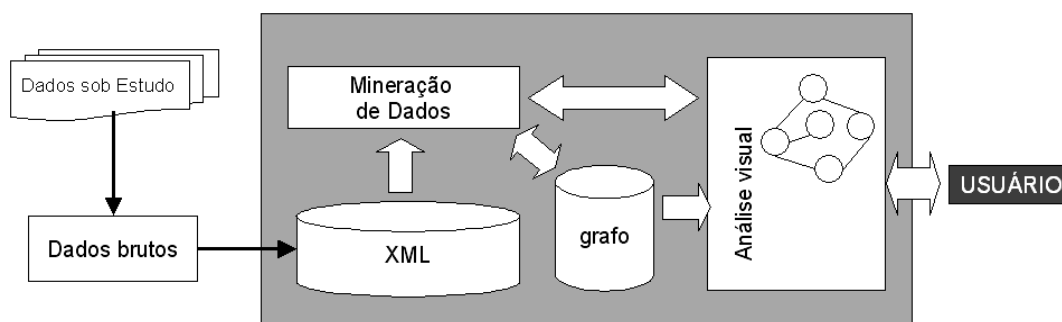 Dados sob Estudo
Mineração
de Dados
Análise visual
USUÁRIO
Dados brutos
XML
grafo